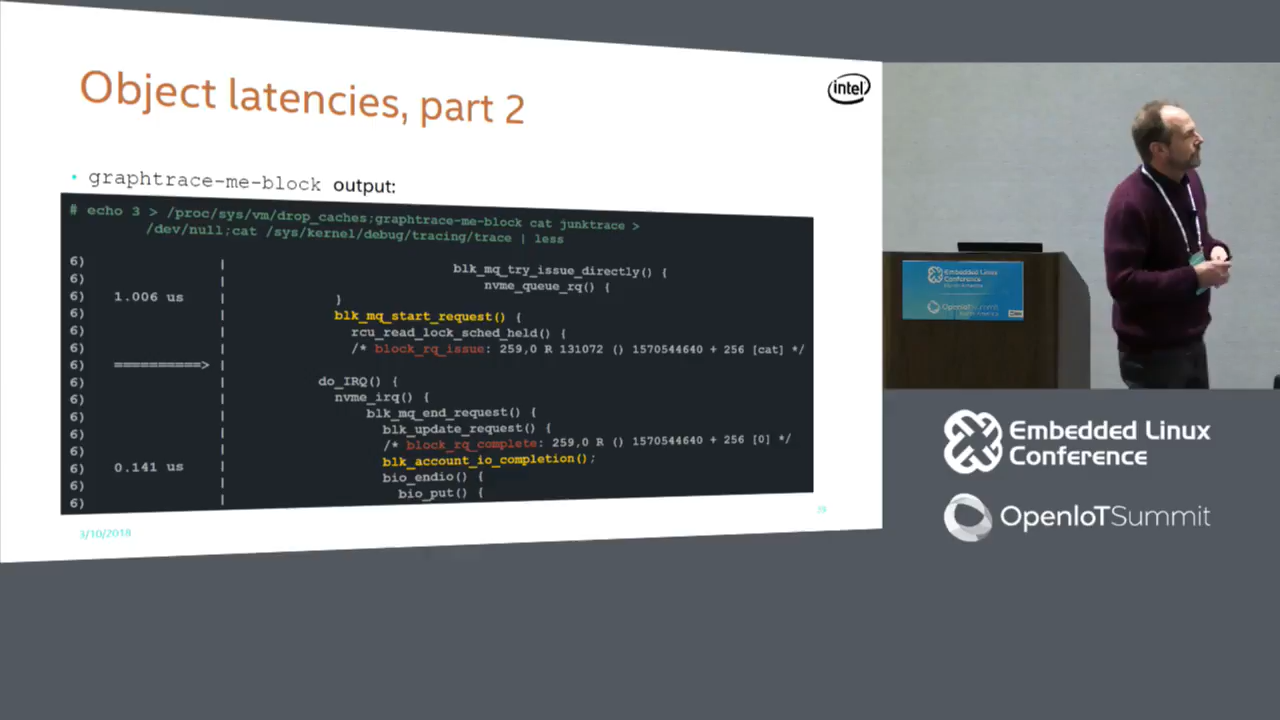 Object latencies, part 2
intel
• graphtrace-me-block output:
# echo 3 > /proc/sys/vm/drop_caches;graphtrace-me-block cat junktrace >
/dev/null;cat /sys/kernel/debug/tracing/trace | less
6) | blk_mq_try_issue_directly() {
6) | nvme_queue_rq() {
6) 1.006 us | }
6) | blk_mq_start_request() {
6) | rcu_read_lock_sched_held() {
6) | /* block_rq_issue: 259,0 R 131072 () 1570544640 + 256 [cat] */
6) ==========> |
6) | do_IRQ() {
6) | nvme_irq() {
6) | blk_mq_end_request() {
6) | blk_update_request() {
6) | /* block_rq_complete: 259,0 R () 1570544640 + 256 [0] */
6) 0.141 us | blk_account_io_completion();
6) | bio_endio() {
6) | bio_put() {
3/10/2018
Embedded Linux
Conference
OpenIoTSummit
Embedded Linux
Conference
OpenIoTSummit